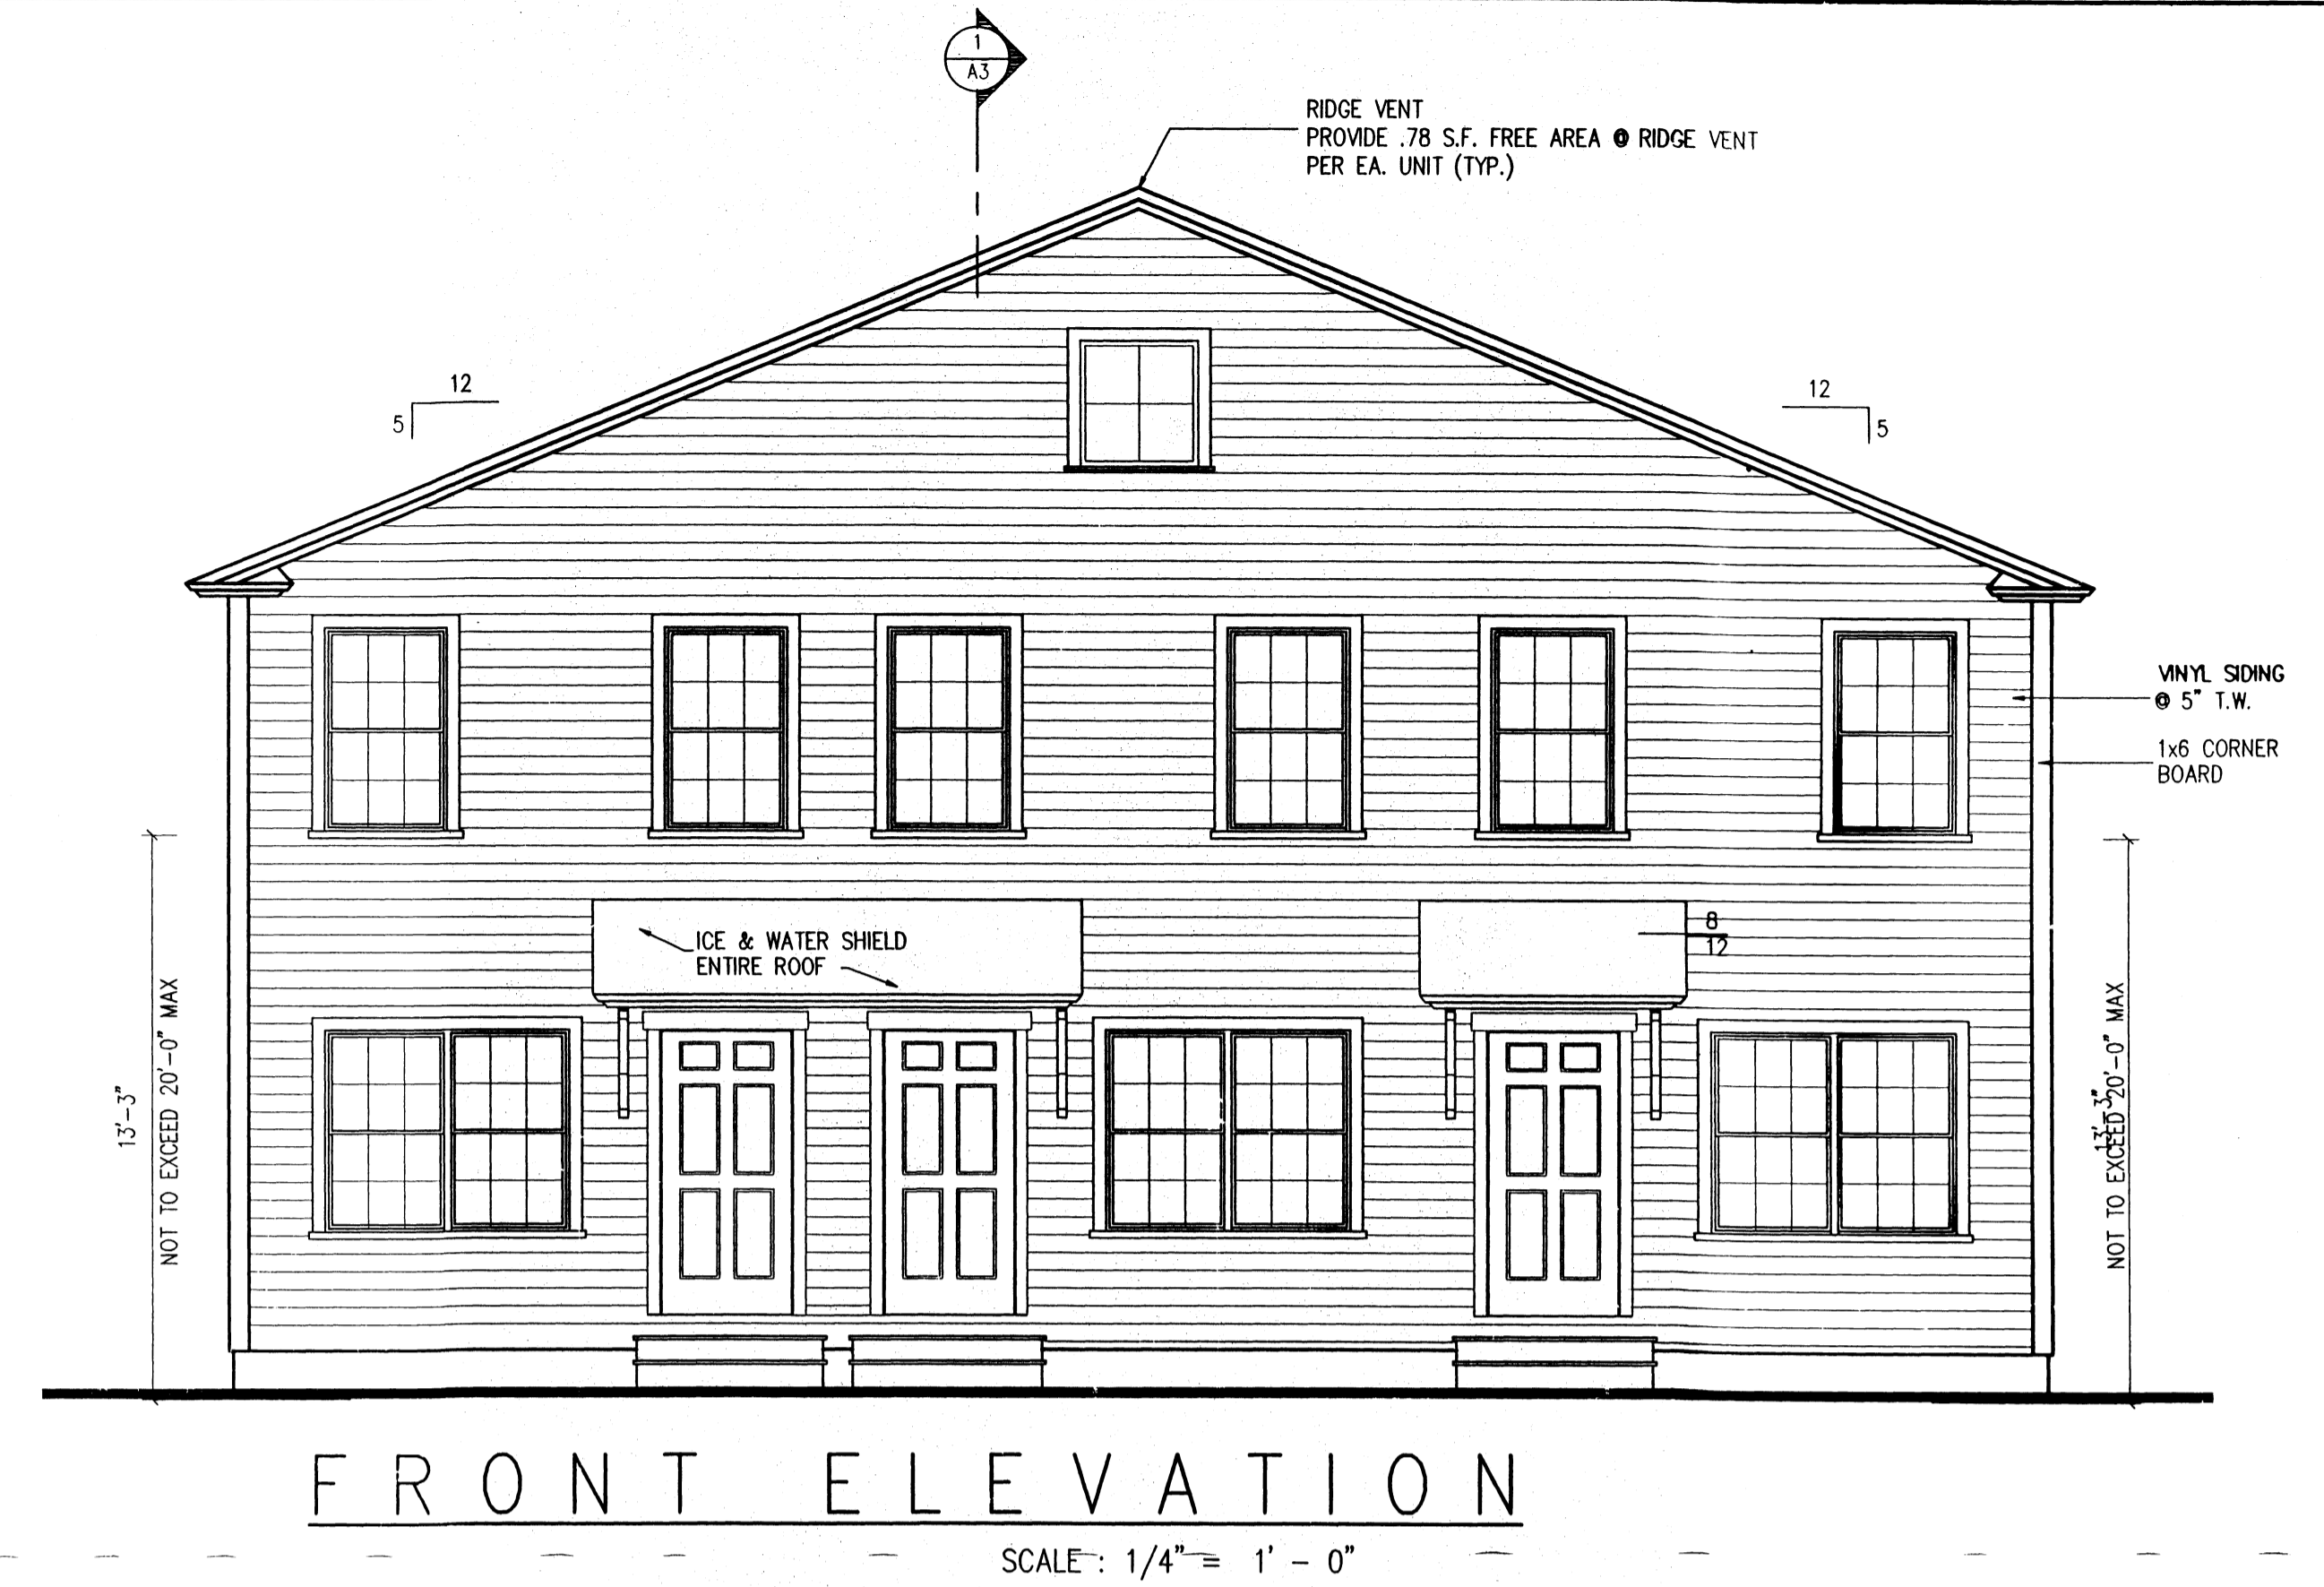 1
A3
RIDGE VENT
PROVIDE .78 S.F. FREE AREA @ RIDGE VENT
PER EA. UNIT (TYP.)
12
5
12
5
VINYL SIDING
@ 5" T.W.
1x6 CORNER
BOARD
ICE & WATER SHIELD
ENTIRE ROOF
8
12
13'-3"
NOT TO EXCEED 20'-0" MAX
13'-3"
NOT TO EXCEED 20'-0" MAX
FRONT ELEVATION
SCALE : 1/4" = 1' - 0"